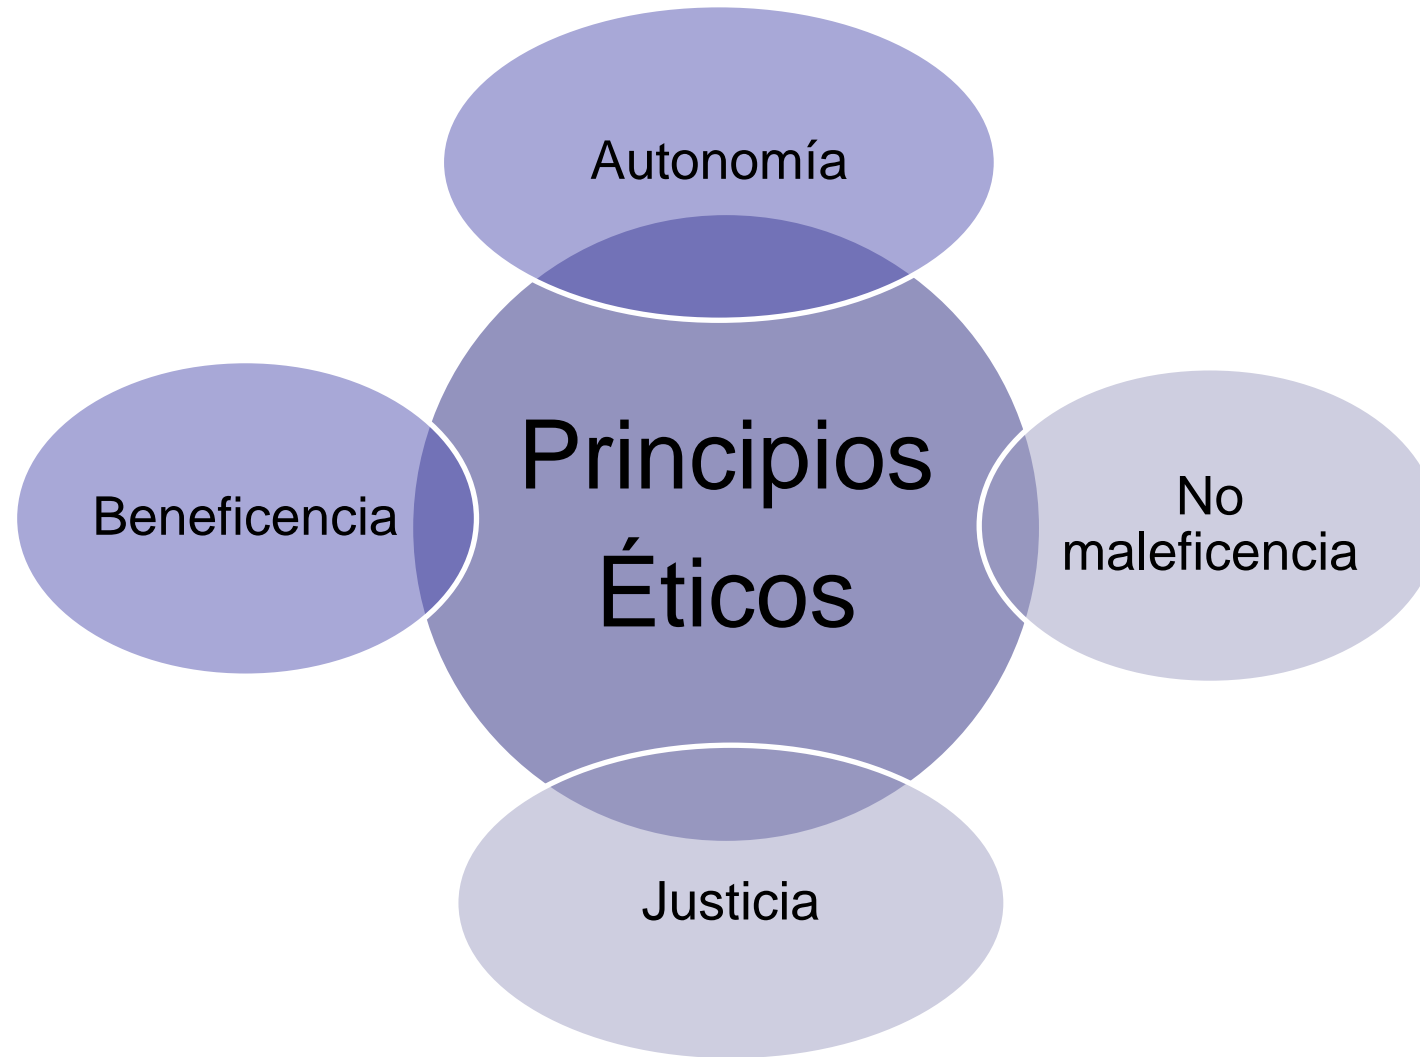 Autonomía
Principios
Éticos
Beneficencia
No
maleficencia
Justicia